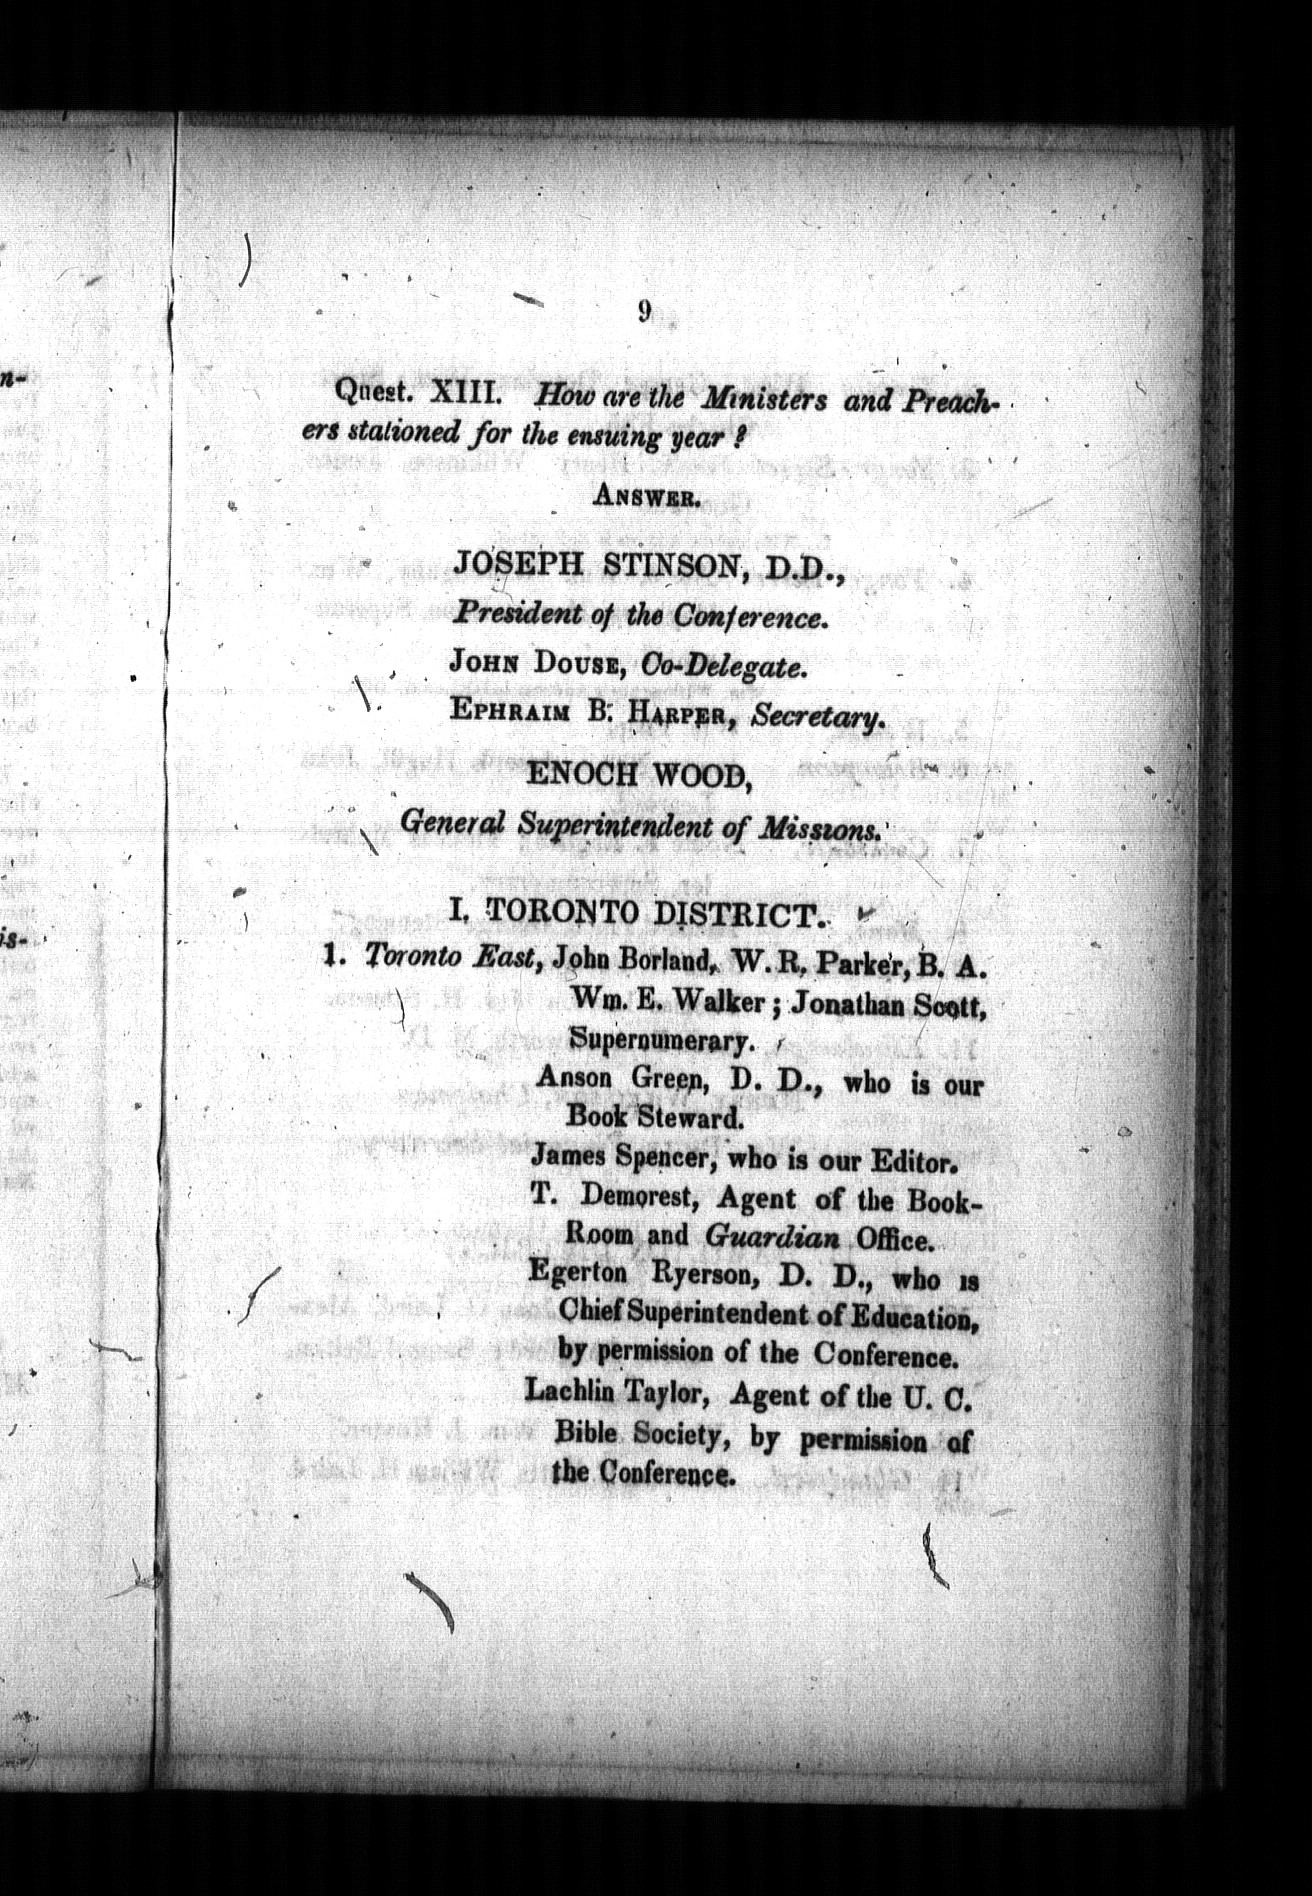 9
Quest. XIII. How are the Ministers and Preach-
ers stationed for the ensuing year ?
ANSWER.
JOSEPH STINSON, D.D.,
President of the Conference.
JOHN DOUSE, Co-Delegate.
EPHRAIM B. HARPER, Secretary.
ENOCH WOOD,
General Superintendent of Missions.
I. TORONTO DISTRICT.
1. Toronto East, John Borland, W. R. Parker, B. A.
Wm. E. Walker ; Jonathan Scott,
Supernumerary.
Anson Green, D. D., who is our
Book Steward.
James Spencer, who is our Editor.
T. Demorest, Agent of the Book-
Room and Guardian Office.
Egerton Ryerson, D. D., who is
Chief Superintendent of Education,
by permission of the Conference.
Lachlin Taylor, Agent of the U. C.
Bible Society, by permission of
the Conference.